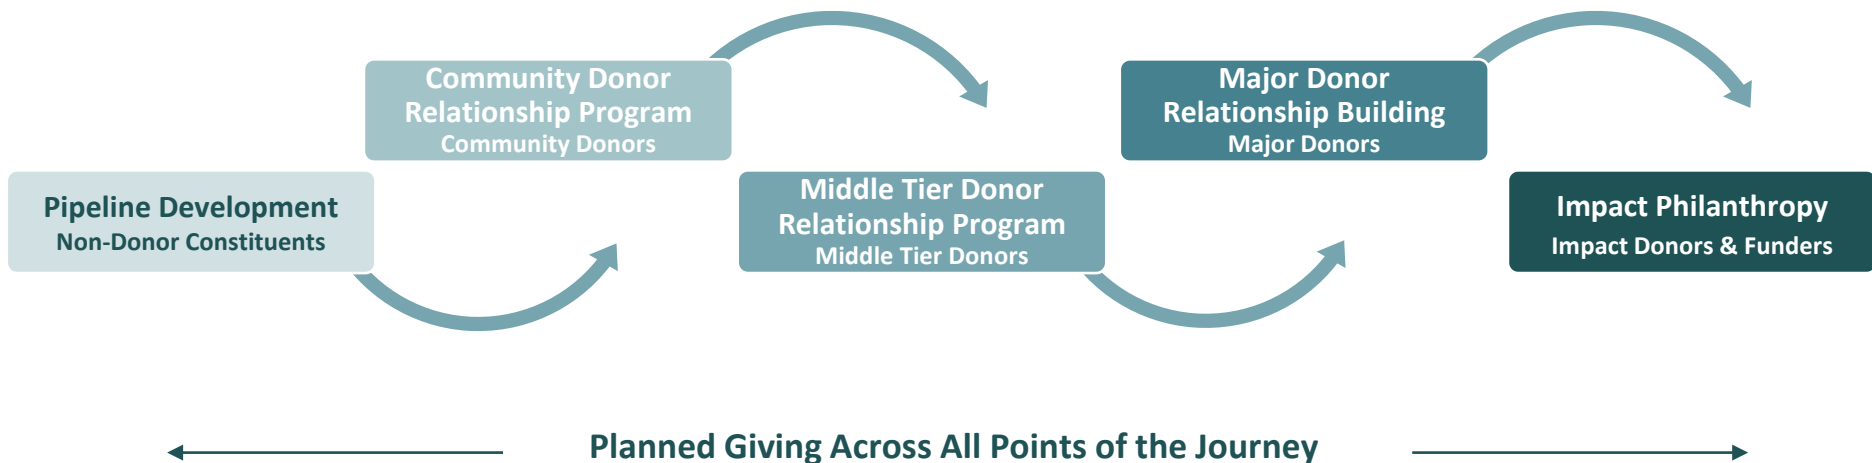 Pipeline Development
Non-Donor Constituents
Community Donor
Relationship Program
Community Donors
Middle Tier Donor
Relationship Program
Middle Tier Donors
Major Donor
Relationship Building
Major Donors
Impact Philanthropy
Impact Donors & Funders
Planned Giving Across All Points of the Journey